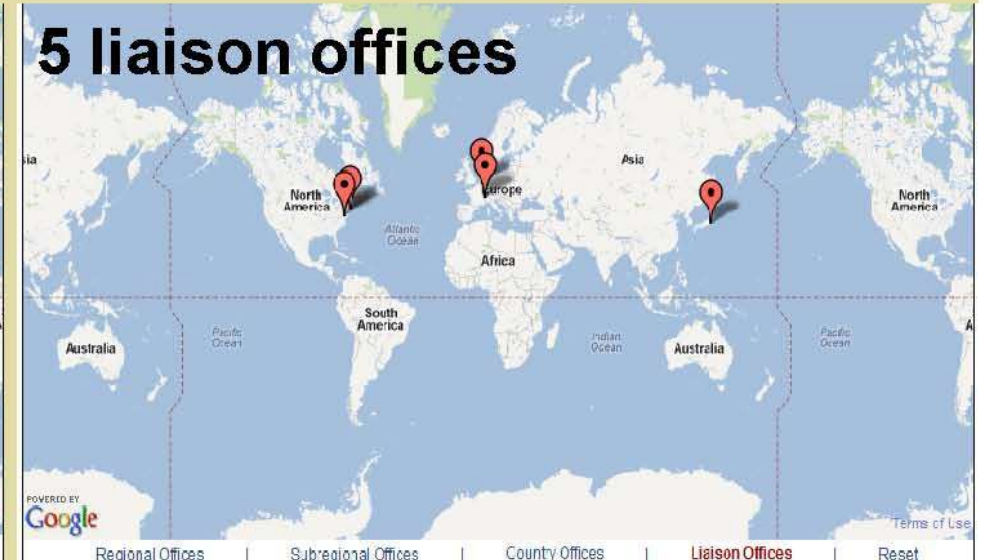 5 liaison offices
sia
Asia
North
America
Europe
North
America
Atlantic
Ocean
Africa
South
America
Pacific
Ocean
Indian
Ocean
Pacific
Ocean
A
Australia
Australia
POWERED BY
Google
Terms of Use
Regional Offices | Subregional Offices | County Offices | Liaison Offices | Reset